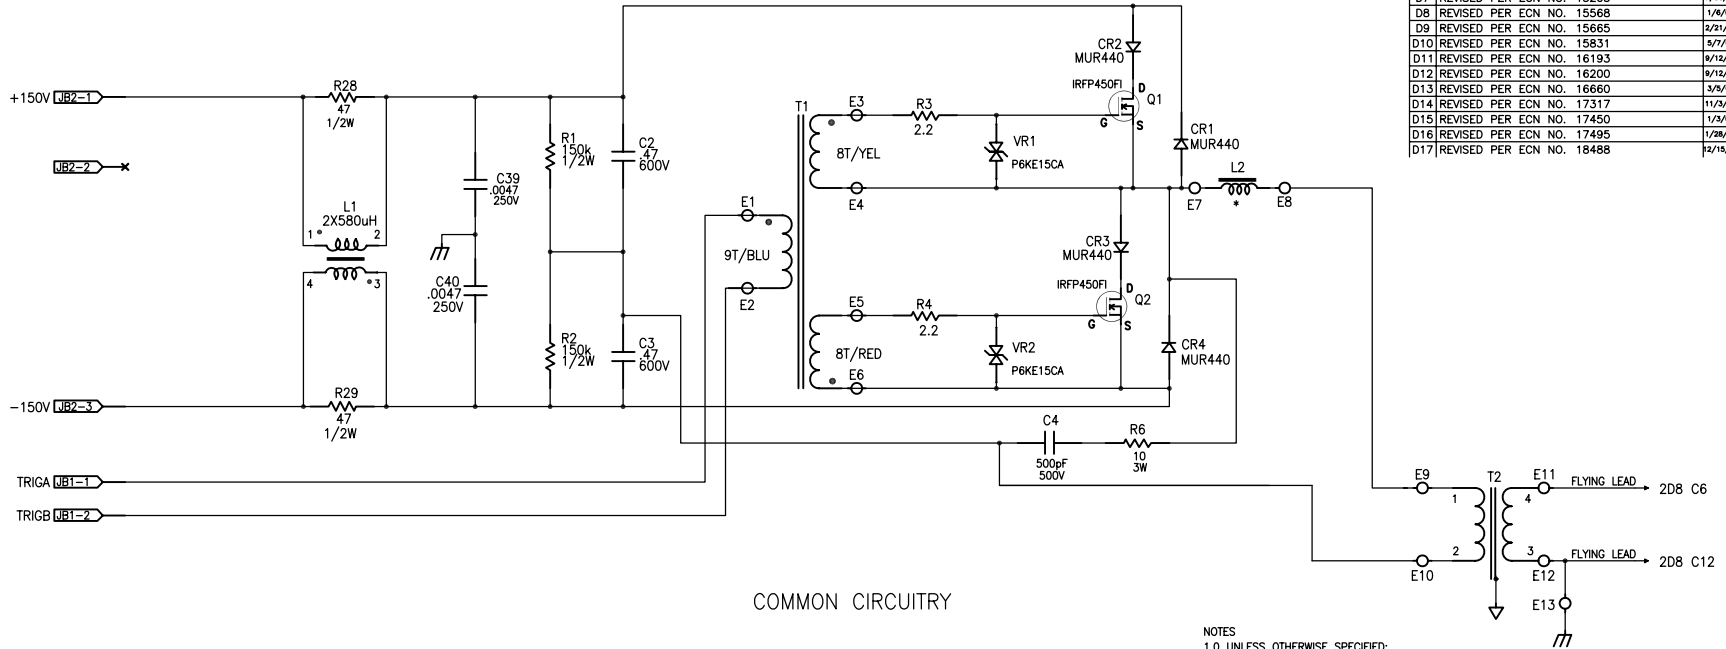 D8 REVISED PER ECN NO. 15568
D9 REVISED PER ECN NO. 15665
D10 REVISED PER ECN NO. 15831
D11 REVISED PER ECN NO. 16193
D12 REVISED PER ECN NO. 16200
D13 REVISED PER ECN NO. 16660
D14 REVISED PER ECN NO. 17317
D15 REVISED PER ECN NO. 17450
D16 REVISED PER ECN NO. 17495
D17 REVISED PER ECN NO. 18488
+150V JB2-1
JB2-2
R28
47
1/2W
L1
2X580uH
1
2
4
3
-150V JB2-3
R29
47
1/2W
TRIGA JB1-1
TRIGB JB1-2
C39
.0047
250V
C40
.0047
250V
R1
150k
1/2W
R2
150k
1/2W
C2
.47
600V
C3
.47
600V
E1
E2
9T/BLU
T1
8T/YEL
8T/RED
E3
E4
E5
E6
R3
2.2
R4
2.2
VR1
P6KE15CA
VR2
P6KE15CA
CR2
MUR440
IRFP450FI
D
Q1
G
S
CR1
MUR440
CR3
MUR440
IRFP450FI
D
Q2
G
S
CR4
MUR440
L2
*
E7
E8
C4
500pF
500V
R6
10
3W
E9
1
2
E10
T2
E11
4
3
E12
E13
FLYING LEAD
2D8 C6
FLYING LEAD
2D8 C12
COMMON CIRCUITRY
NOTES
1.0 UNLESS OTHERWISE SPECIFIED: